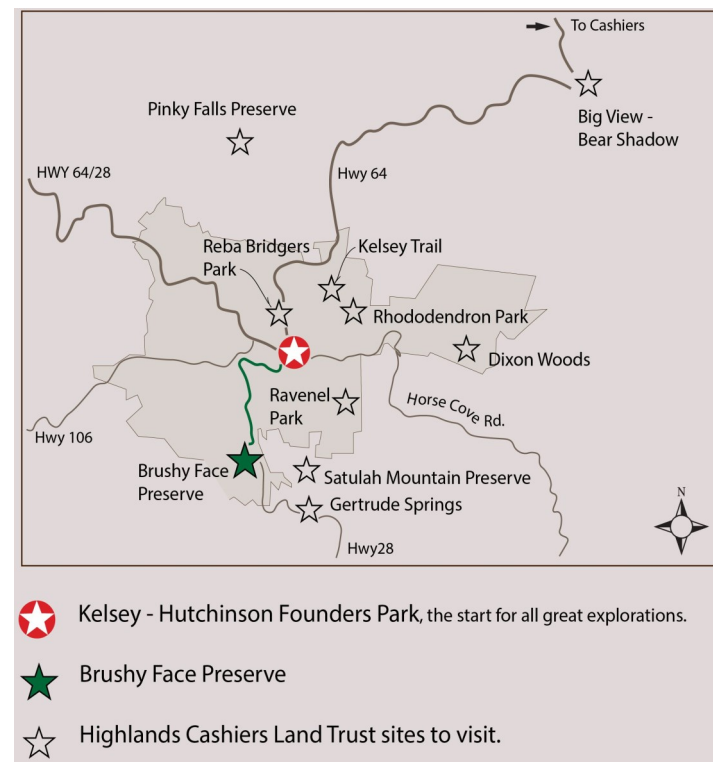 To Cashiers
Big View -
Bear Shadow
Pinky Falls Preserve
HWY 64/28
Hwy 64
Reba Bridgers
Park
Kelsey Trail
Rhododendron Park
Dixon Woods
Ravenel
Park
Horse Cove Rd.
Hwy 106
Brushy Face
Preserve
Satulah Mountain Preserve
Gertrude Springs
N
Hwy28
Kelsey - Hutchinson Founders Park, the start for all great explorations.
Brushy Face Preserve
Highlands Cashiers Land Trust sites to visit.